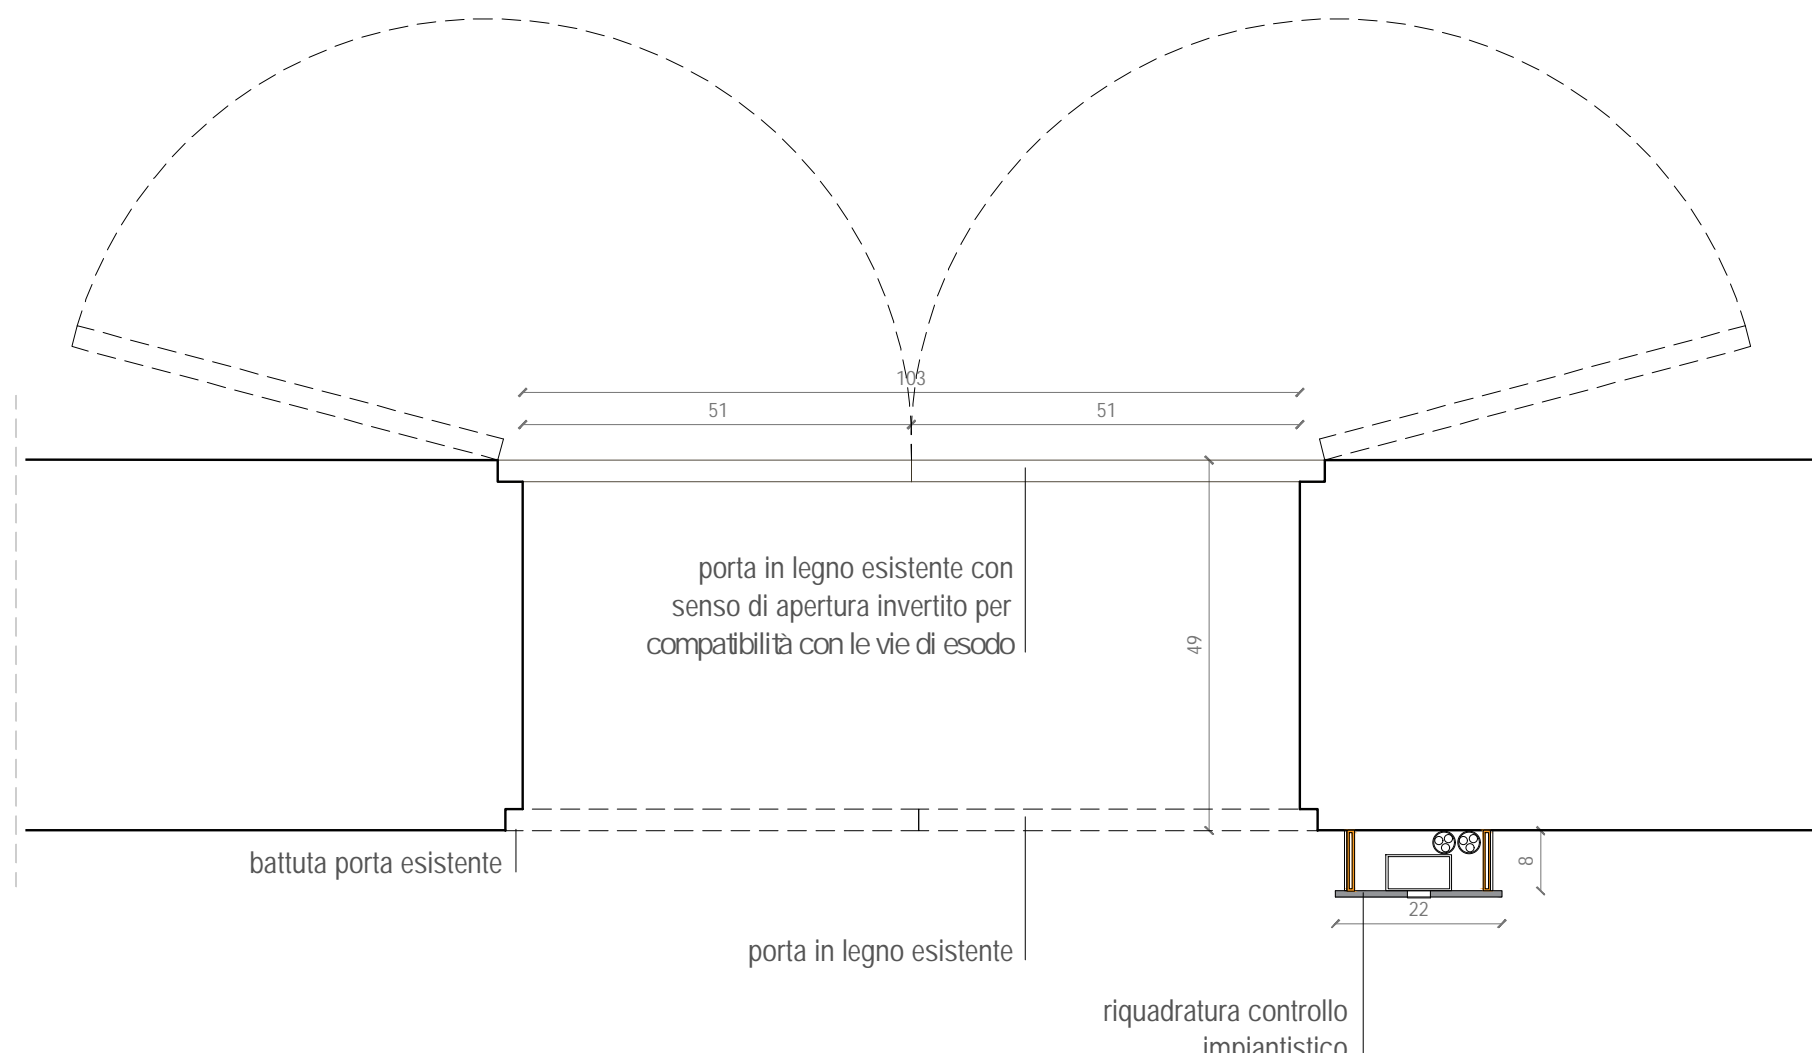 103
51
51
porta in legno esistente con
senso di apertura invertito per
compatibilità con le vie di esodo
49
battuta porta esistente
8
22
porta in legno esistente
riquadratura controllo
impiantistico